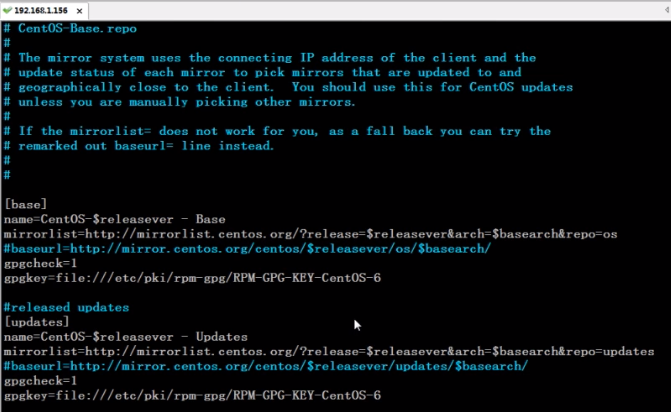 192.168.1.156
# CentOS-Base.repo
#
# The mirror system uses the connecting IP address of the client and the
# update status of each mirror to pick mirrors that are updated to and
# geographically close to the client.  You should use this for CentOS updates
# unless you are manually picking other mirrors.
#
# If the mirrorlist= does not work for you, as a fall back you can try the
# remarked out baseurl= line instead.
#
#
[base]
name=CentOS-$releasever - Base
mirrorlist=http://mirrorlist.centos.org/?release=$releasever&arch=$basearch&repo=os
#baseurl=http://mirror.centos.org/centos/$releasever/os/$basearch/
gpgcheck=1
gpgkey=file:///etc/pki/rpm-gpg/RPM-GPG-KEY-CentOS-6
#released updates
[updates]
name=CentOS-$releasever - Updates
mirrorlist=http://mirrorlist.centos.org/?release=$releasever&arch=$basearch&repo=updates
#baseurl=http://mirror.centos.org/centos/$releasever/updates/$basearch/
gpgcheck=1
gpgkey=file:///etc/pki/rpm-gpg/RPM-GPG-KEY-CentOS-6